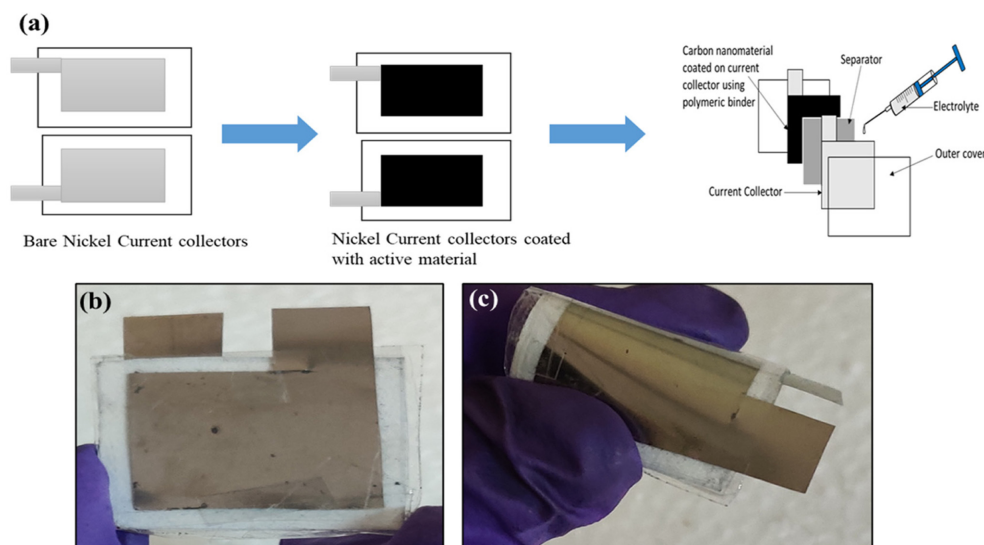 (a)
Bare Nickel Current collectors
Nickel Current collectors coated
with active material
Carbon nanomaterial
coated on current
collector using
polymeric binder
Separator
Electrolyte
Outer cover
Current Collector
(b)
(c)